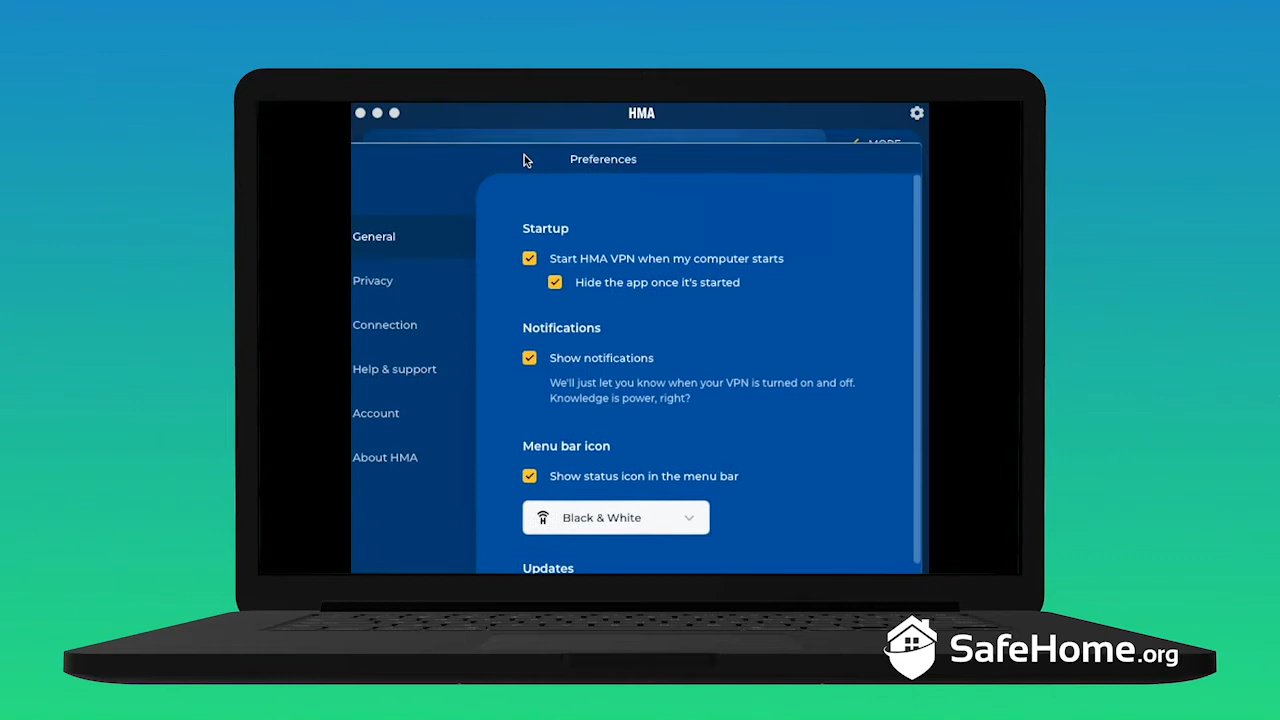 HMA
MORE
Preferences
General
Privacy
Connection
Help & support
Account
About HMA
Startup
Start HMA VPN when my computer starts
Hide the app once it's started
Notifications
Show notifications
We'll just let you know when your VPN is turned on and off.
Knowledge is power, right?
Menu bar icon
Show status icon in the menu bar
H
Black & White
Updates
SafeHome.org